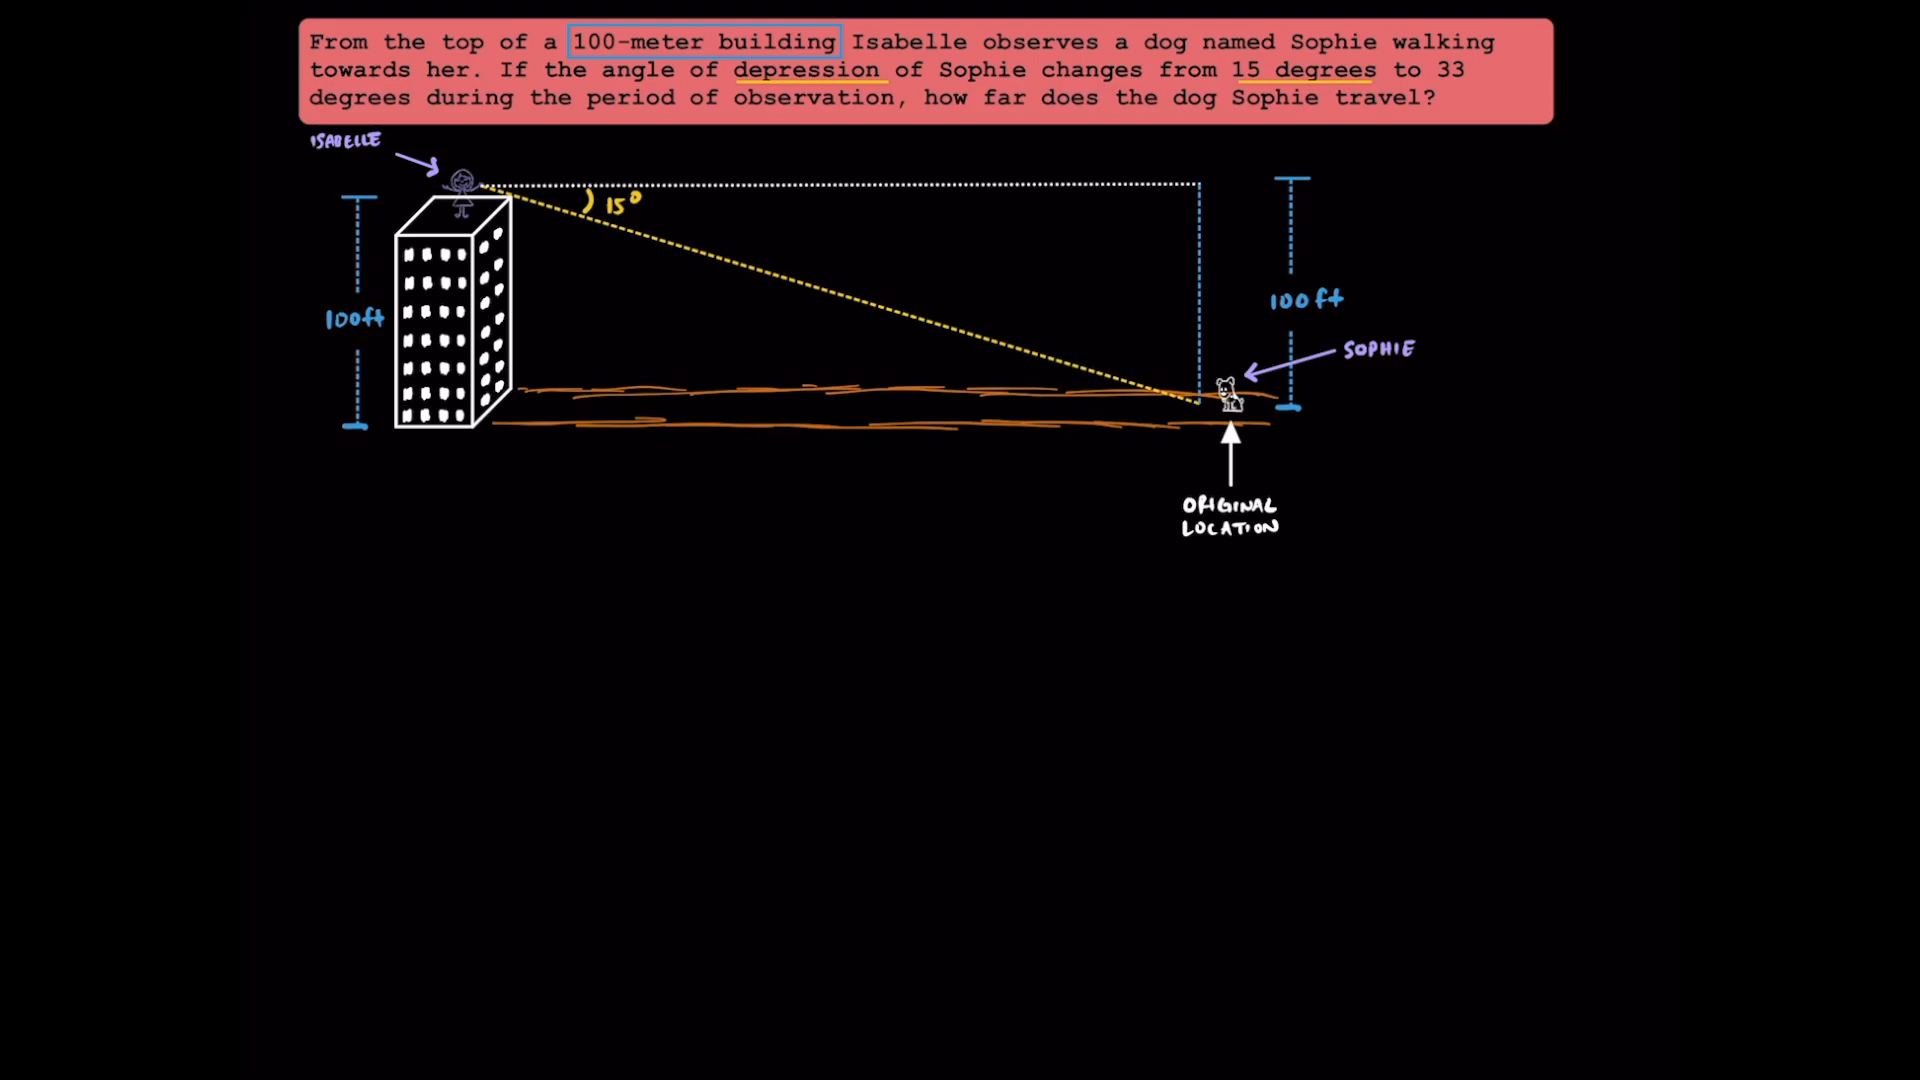 From the top of a 100-meter building Isabelle observes a dog named Sophie walking
towards her. If the angle of depression of Sophie changes from 15 degrees to 33
degrees during the period of observation, how far does the dog Sophie travel?
ISABELLE
15°
100ft
100ft
SOPHIE
ORIGINAL
LOCATION